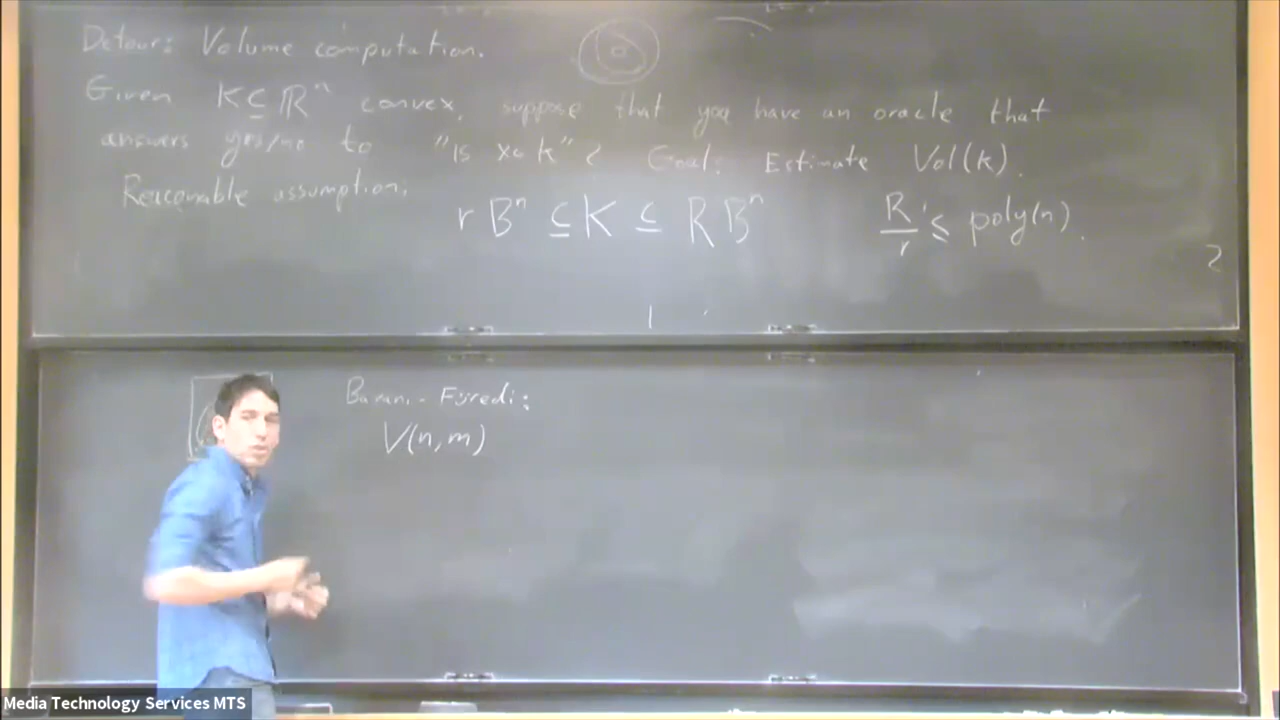 Detour: Volume computation.
Given K ⊆ ℝⁿ convex, suppose that you have an oracle that
answers yes/no to "is x∈K"? Goal: Estimate Vol(K).
Reasonable assumption:
r Bⁿ ⊆ K ⊆ R Bⁿ R/r ≤ poly(n).
Barany-Füredi:
V(n,m)
Media Technology Services MTS